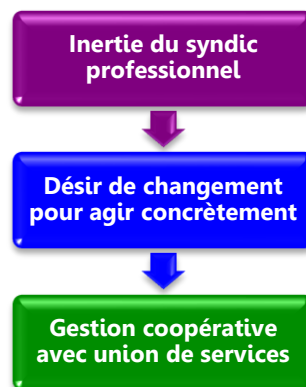 Inertie du syndic
professionnel
Désir de changement
pour agir concrètement
Gestion coopérative
avec union de services